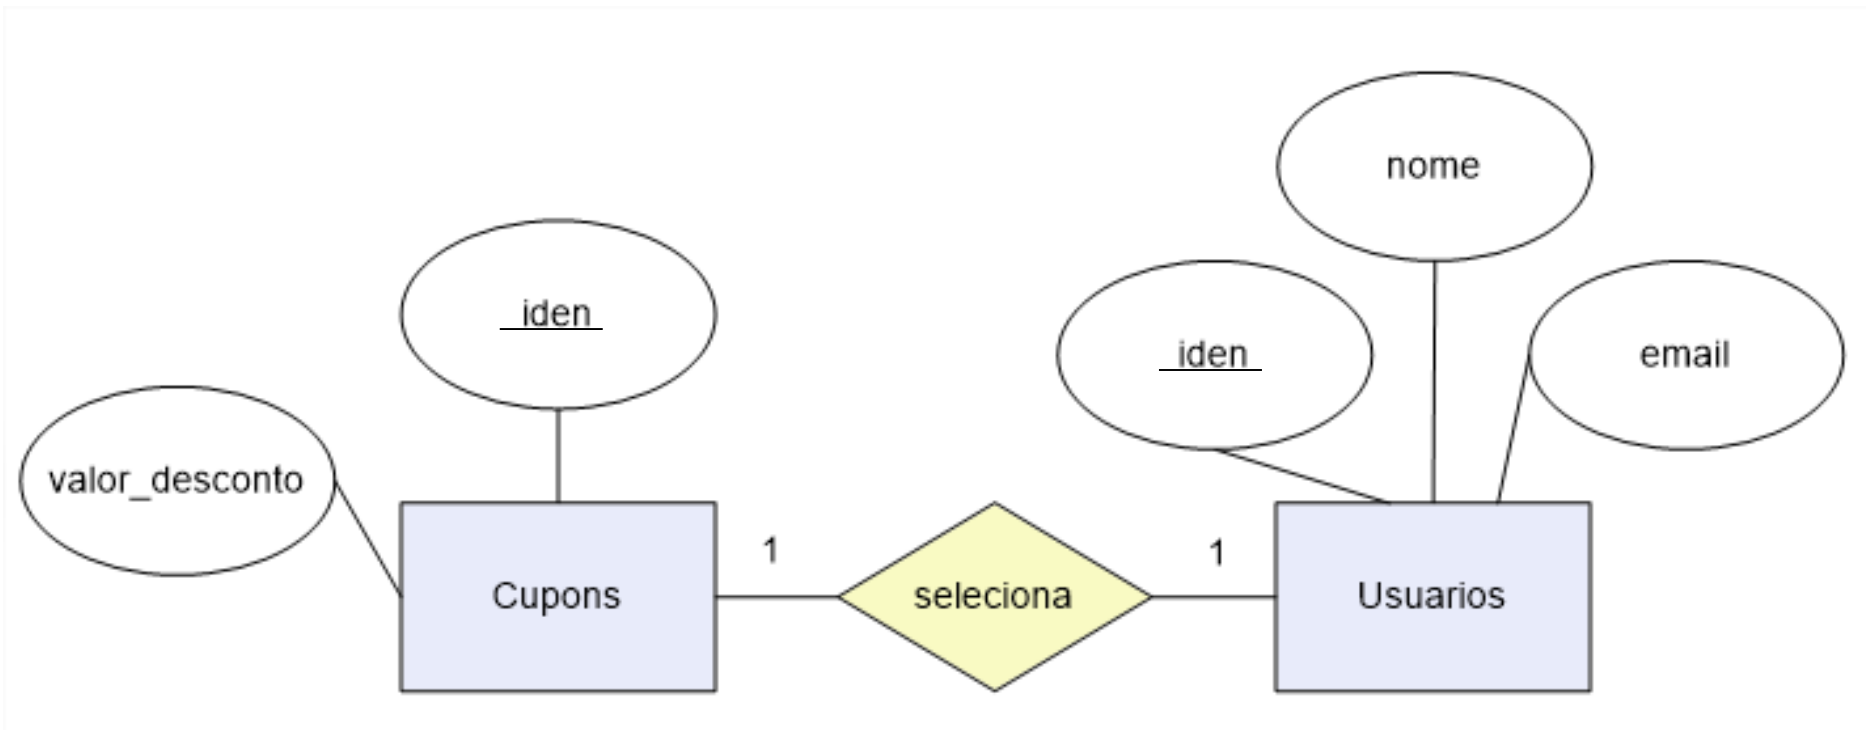 nome
iden
iden
email
valor_desconto
1
1
Cupons
seleciona
Usuarios